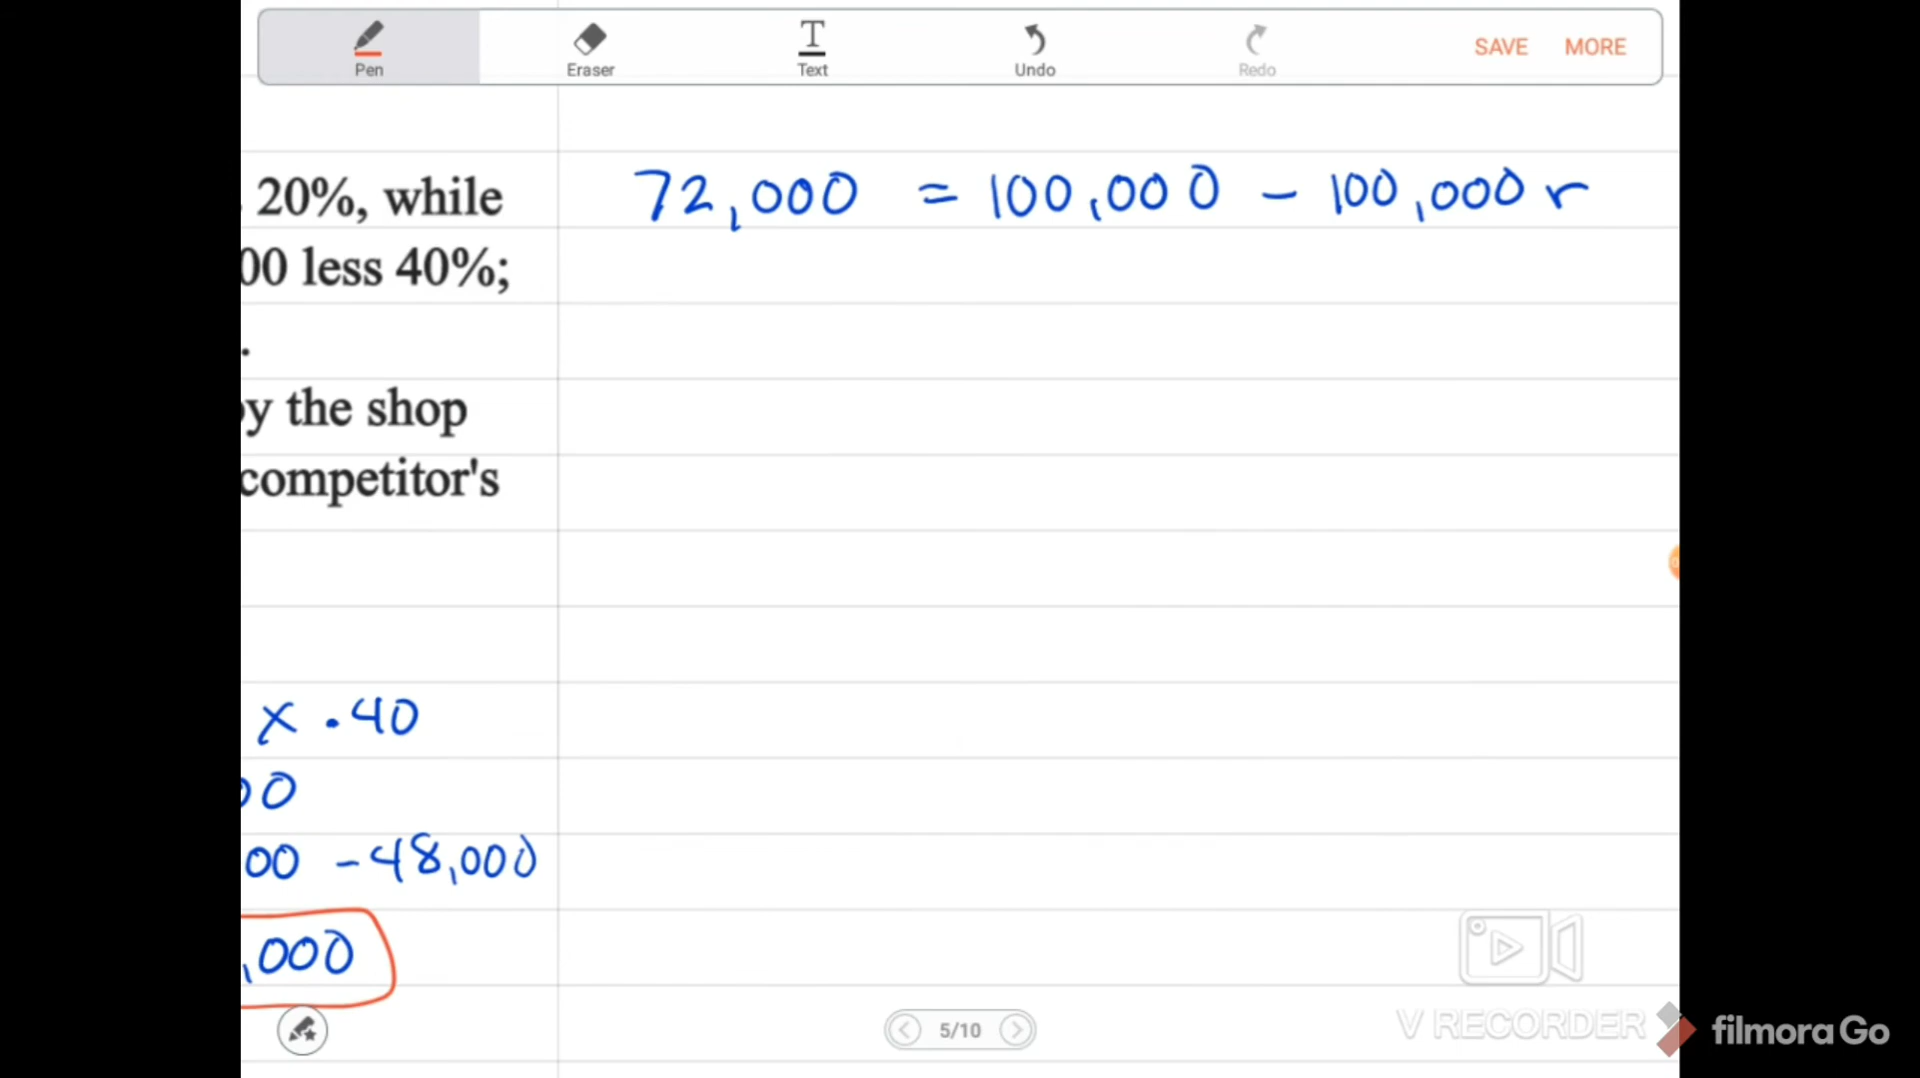 Pen
Eraser
T
Text
Undo
Redo
SAVE
MORE
20%, while
00 less 40%;
.
y the shop
competitor's
72,000 = 100,000 - 100,000 r
x .40
00
00 - 48,000
,000
5/10
V RECORDER
filmora Go